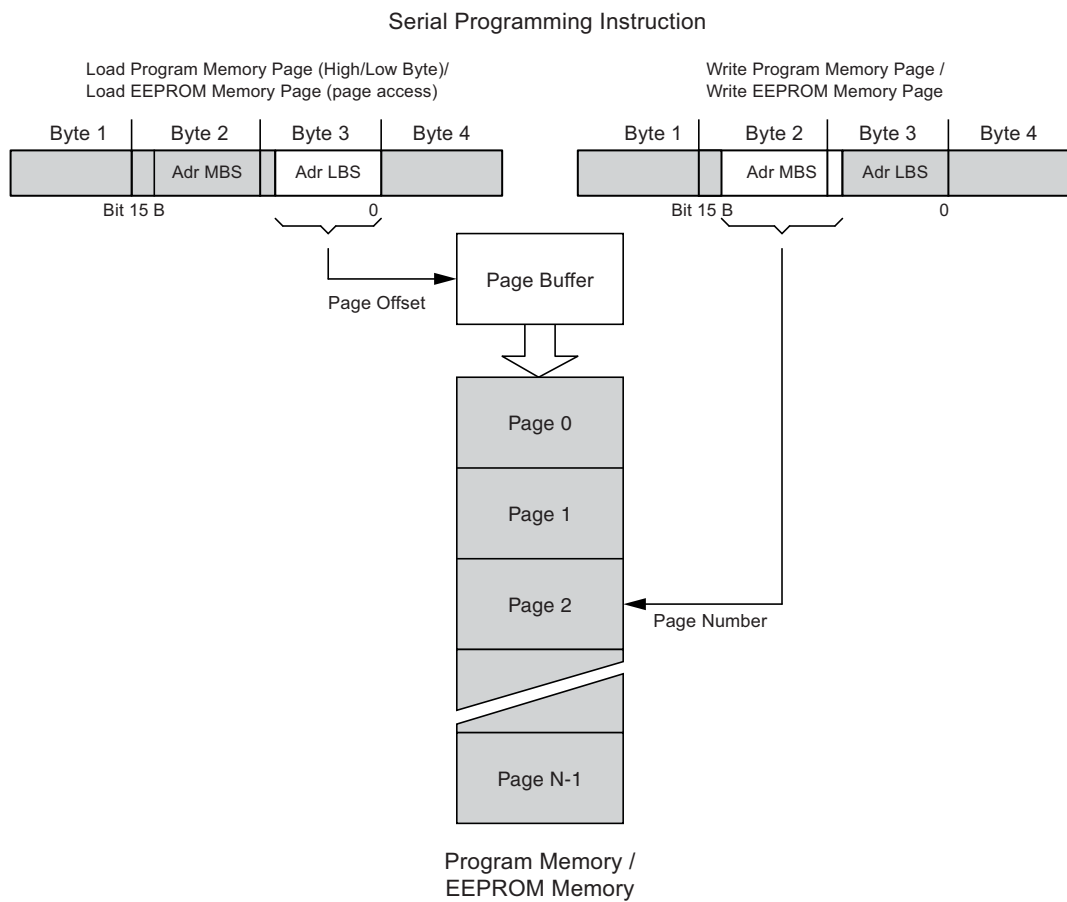 Serial Programming Instruction
Load Program Memory Page (High/Low Byte)/
Load EEPROM Memory Page (page access)
Byte 1 Byte 2 Byte 3 Byte 4
Adr MBS Adr LBS
Bit 15 B 0
Write Program Memory Page /
Write EEPROM Memory Page
Byte 1 Byte 2 Byte 3 Byte 4
Adr MBS Adr LBS
Bit 15 B 0
Page Buffer
Page Offset
Page 0
Page 1
Page 2
Page Number
Page N-1
Program Memory /
EEPROM Memory